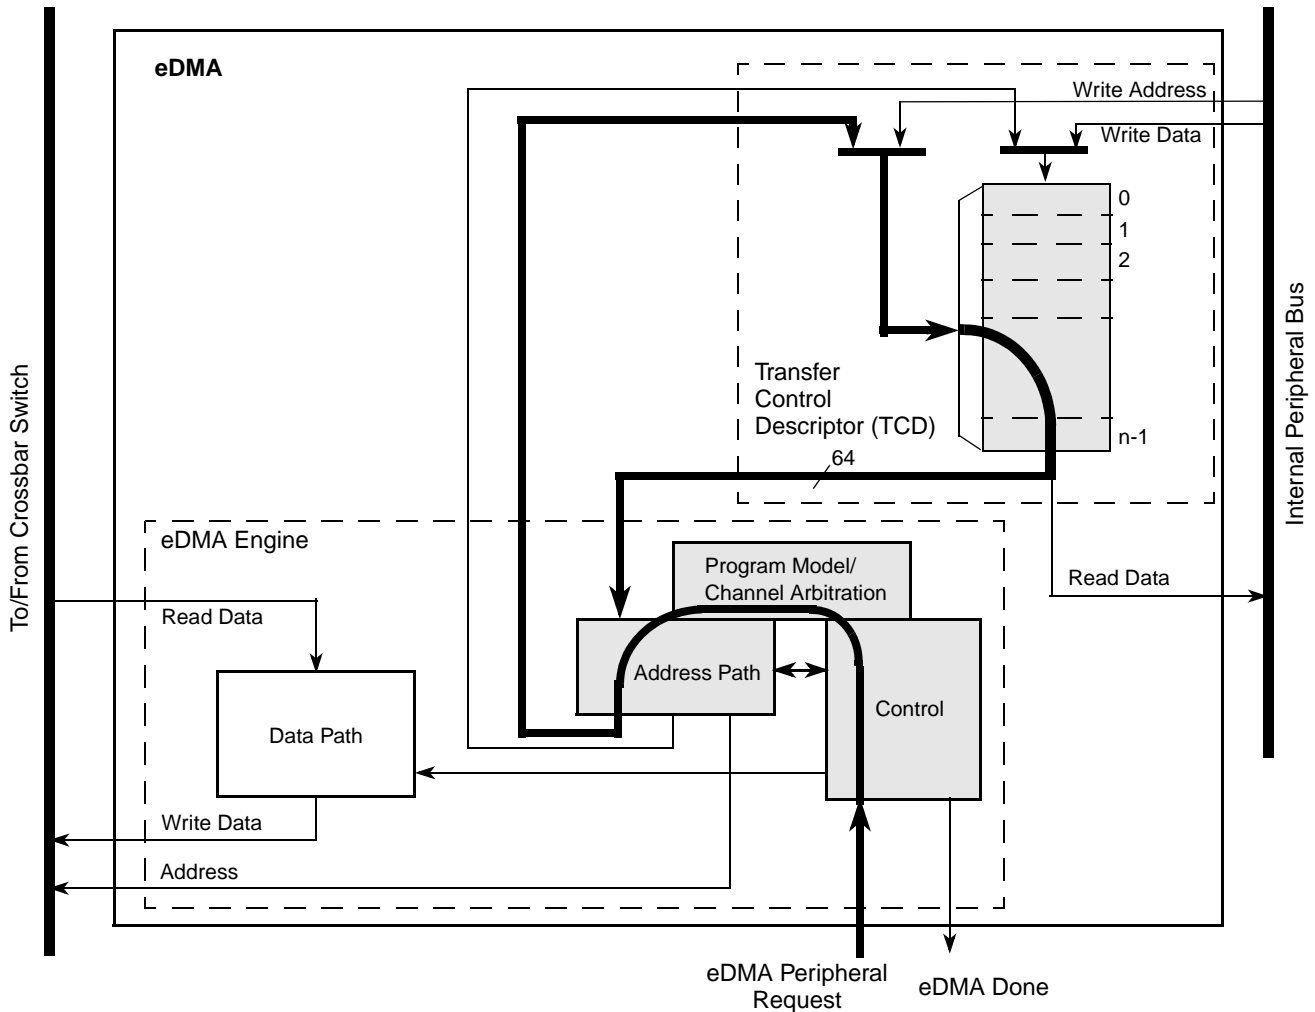 eDMA
Write Address
Write Data
0
1
2
n-1
Transfer
Control
Descriptor (TCD)
64
To/From Crossbar Switch
Internal Peripheral Bus
eDMA Engine
Program Model/
Channel Arbitration
Read Data
Read Data
Address Path
Control
Data Path
Write Data
Address
eDMA Peripheral
Request
eDMA Done